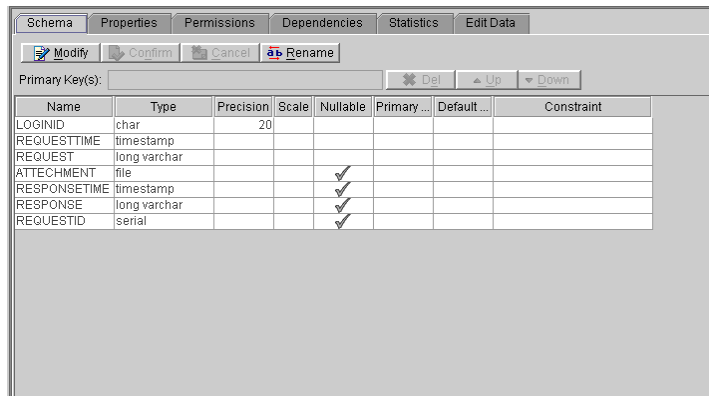 Schema Properties Permissions Dependencies Statistics Edit Data
Modify Confirm Cancel ab Rename
Primary Key(s): Del Up Down
Name Type Precision Scale Nullable Primary ... Default ... Constraint
LOGINID char 20
REQUESTTIME timestamp
REQUEST long varchar
ATTECHMENT file
RESPONSETIME timestamp
RESPONSE long varchar
REQUESTID serial